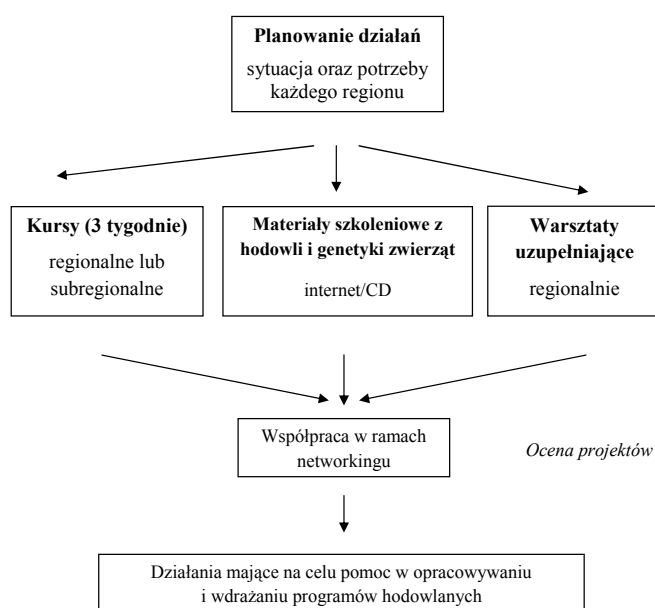 Planowanie działań
sytuacja oraz potrzeby
każdego regionu
Kursy (3 tygodnie)
regionalne lub
subregionalne
Materiały szkoleniowe z
hodowli i genetyki zwierząt
internet/CD
Warsztaty
uzupełniające
regionalnie
Współpraca w ramach
networkingu
Ocena projektów
Działania mające na celu pomoc w opracowywaniu
i wdrażaniu programów hodowlanych